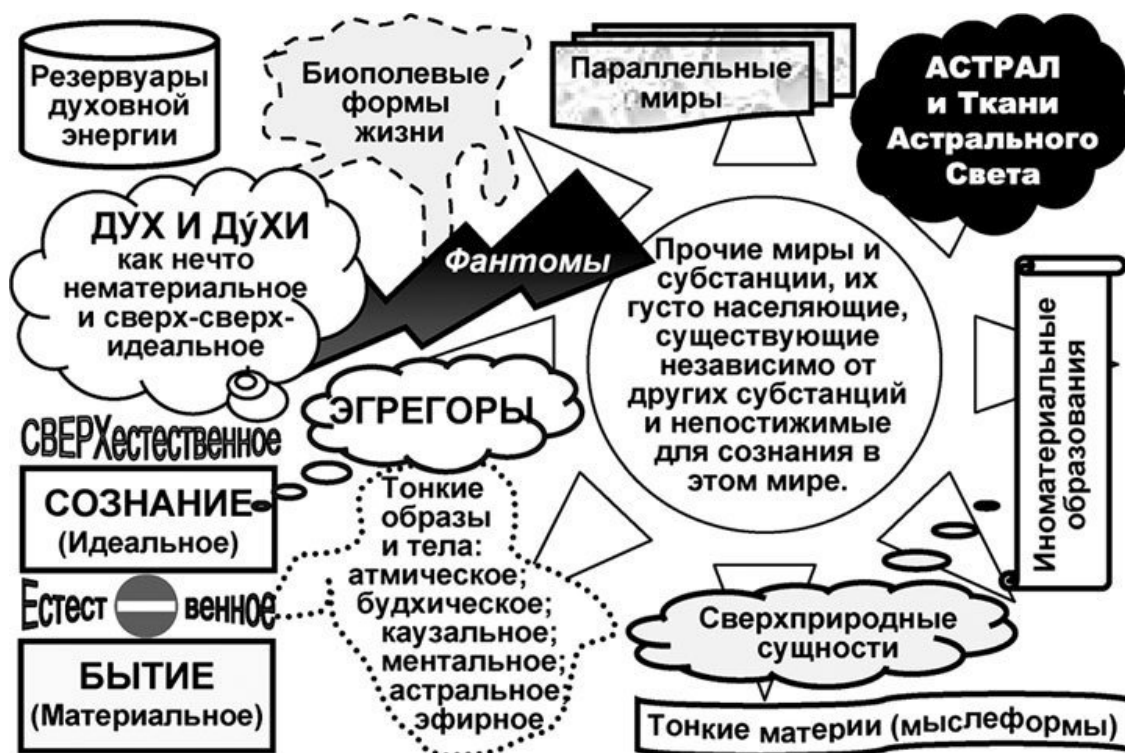 Резервуары
духовной
энергии
Биополевые
формы
жизни
Параллельные
миры
АСТРАЛ
и Ткани
Астрального
Света
ДУХ И ДýХИ
как нечто
нематериальное
и сверх-сверх-
идеальное
Фантомы
Прочие миры и
субстанции, их
густо населяющие,
существующие
независимо от
других субстанций
и непостижимые
для сознания в
этом мире.
Иноматериальные
образования
ЭГРЕГОРЫ
СВЕРХестественное
СОЗНАНИЕ
(Идеальное)
Естест венное
БЫТИЕ
(Материальное)
Тонкие
образы
и тела:
атмическое;
будхическое;
каузальное;
ментальное;
астральное;
эфирное
Сверхприродные
сущности
Тонкие материи (мыслеформы)